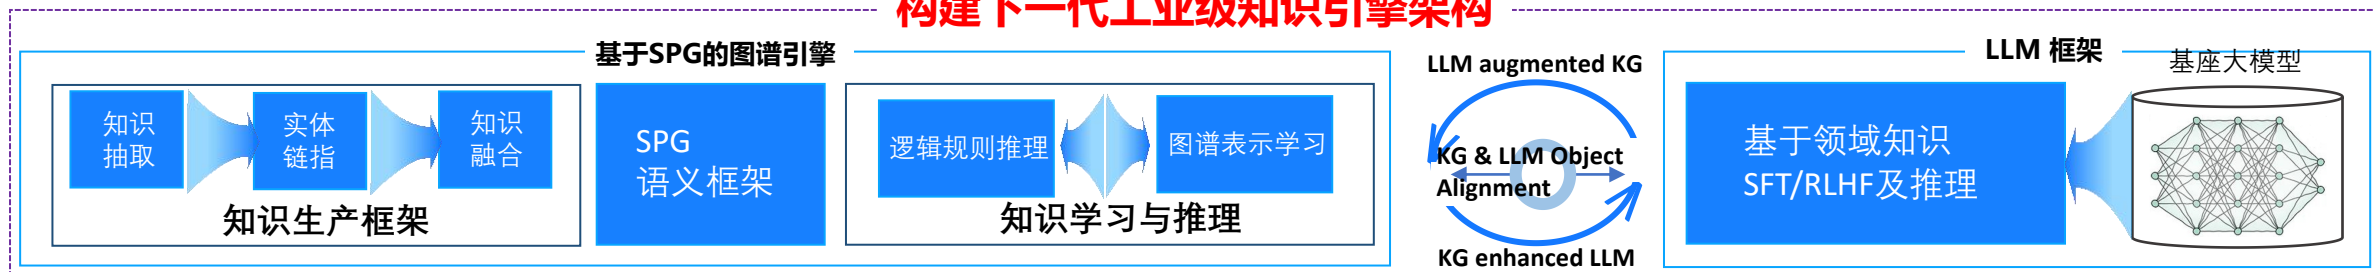 构建下一代工业级知识引擎架构
基于SPG的图谱引擎
知识
抽取
实体
链指
知识
融合
知识生产框架
SPG
语义框架
逻辑规则推理
图谱表示学习
知识学习与推理
LLM augmented KG
KG & LLM Object
Alignment
KG enhanced LLM
LLM 框架
基座大模型
基于领域知识
SFT/RLHF及推理